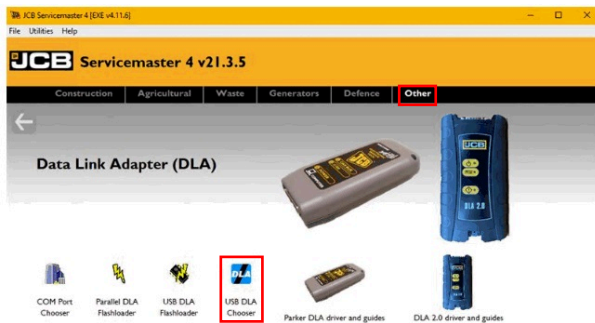 JCB Servicemaster 4 [EXE v4.11.6]
File Utilities Help
JCB Servicemaster 4 v21.3.5
Construction Agricultural Waste Generators Defence Other
Data Link Adapter (DLA)
JCB
DLA 2.0
DLA
COM Port
Chooser
Parallel DLA
Flashloader
USB DLA
Flashloader
USB DLA
Chooser
Parker DLA driver and guides
DLA 2.0 driver and guides